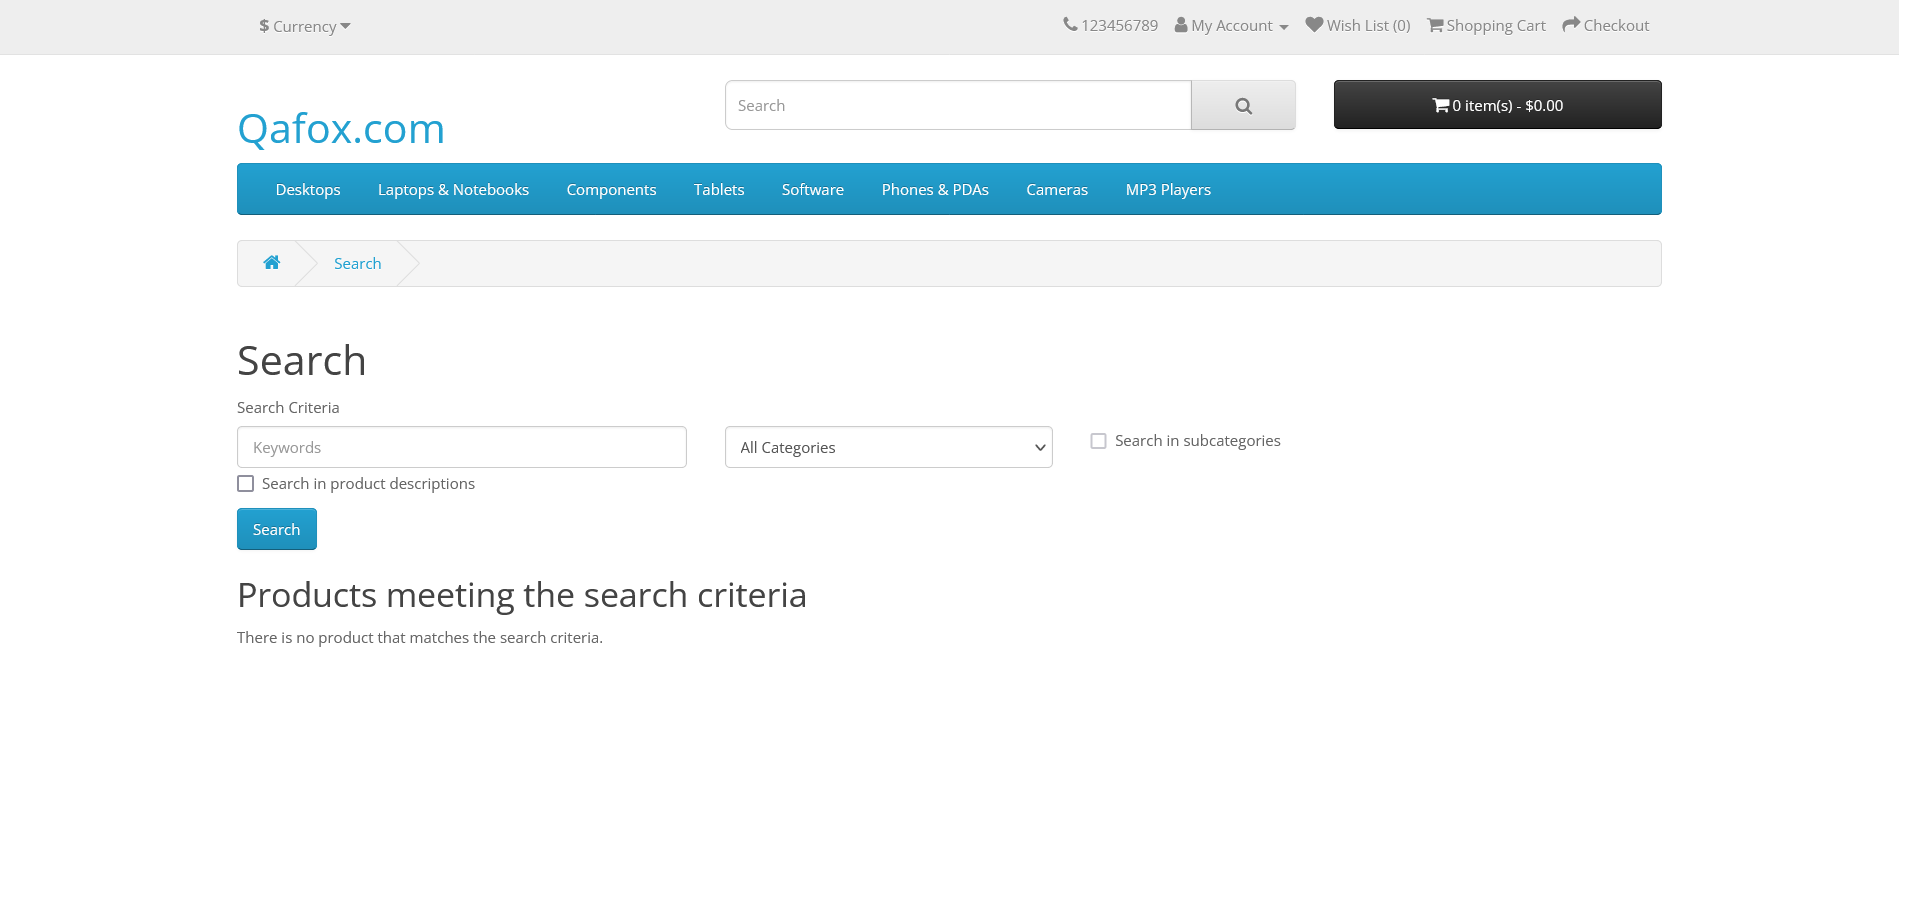 $ Currency
123456789 My Account Wish List (0) Shopping Cart Checkout
Qafox.com
Search
0 item(s) - $0.00
Desktops Laptops & Notebooks Components Tablets Software Phones & PDAs Cameras MP3 Players
Search
Search
Search Criteria
Keywords
All Categories
Search in subcategories
Search in product descriptions
Search
Products meeting the search criteria
There is no product that matches the search criteria.